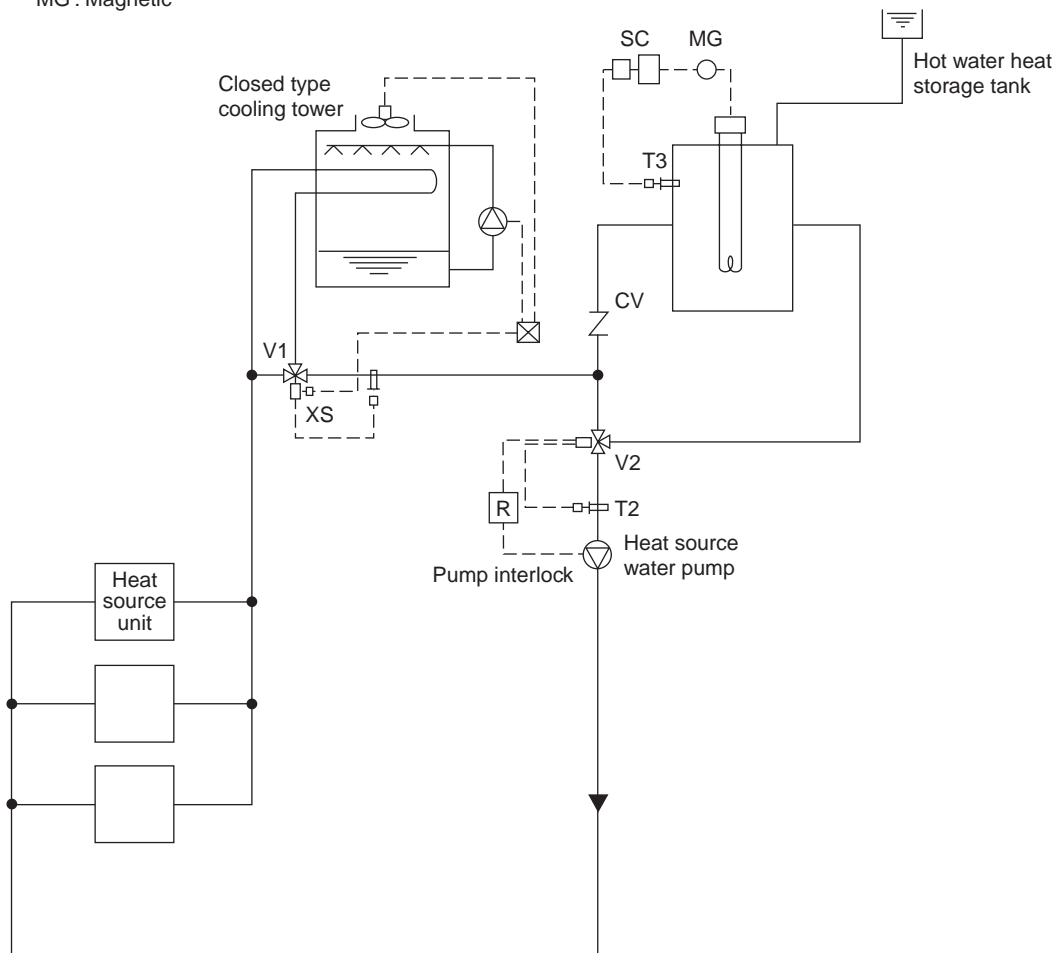 MG : Magnetic
SC
MG
Closed type
cooling tower
Hot water heat
storage tank
T3
CV
V1
XS
V2
R
T2
Heat source
water pump
Pump interlock
Heat
source
unit